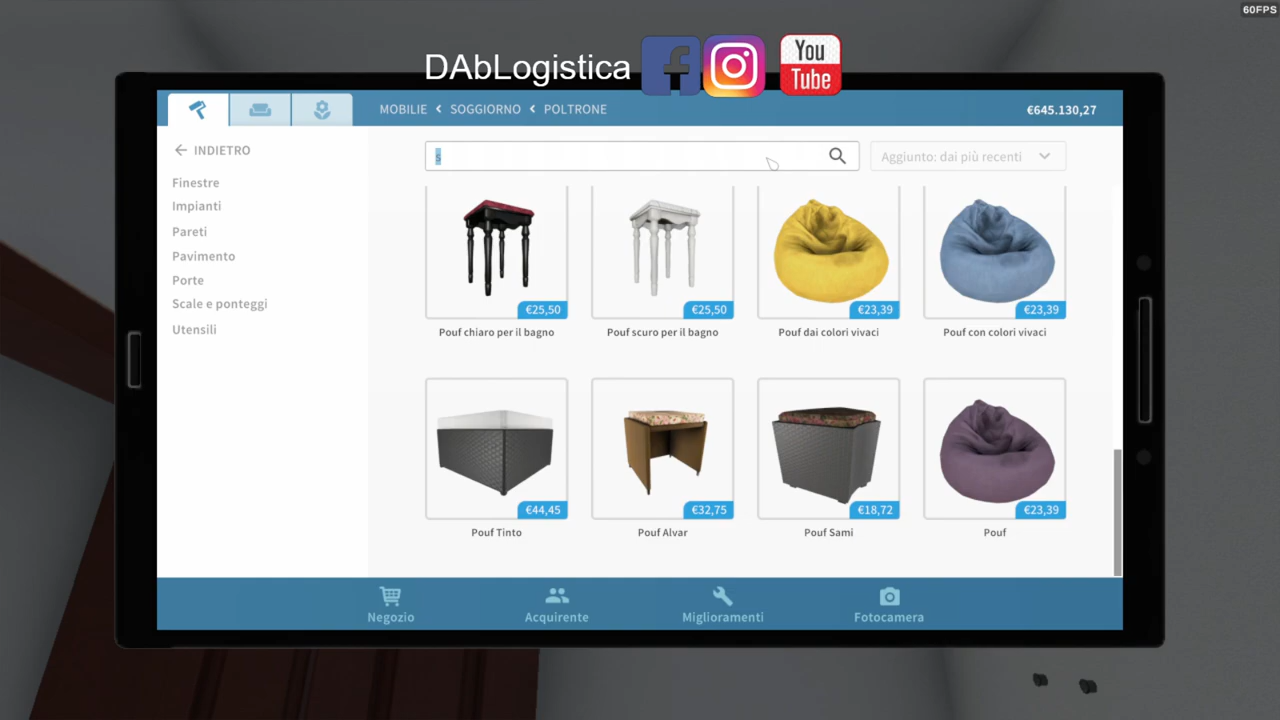 60FPS
DAbLogistica
You
Tube
MOBILIE < SOGGIORNO < POLTRONE
€645.130,27
INDIETRO
s
Aggiunto: dai più recenti
Finestre
Impianti
Pareti
Pavimento
Porte
Scale e ponteggi
Utensili
€25,50
€25,50
€23,39
€23,39
Pouf chiaro per il bagno
Pouf scuro per il bagno
Pouf dai colori vivaci
Pouf con colori vivaci
€44,45
€32,75
€18,72
€23,39
Pouf Tinto
Pouf Alvar
Pouf Sami
Pouf
Negozio
Acquirente
Miglioramenti
Fotocamera